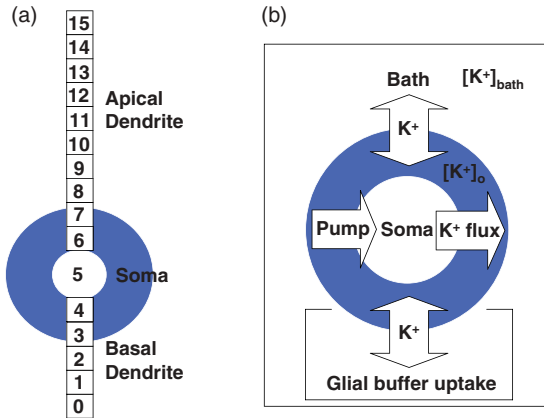 (a)
15
14
13
12
11
10
9
8
7
6
5
4
3
2
1
0
Apical
Dendrite
Soma
Basal
Dendrite
(b)
Bath [K⁺]bath
K⁺
[K⁺]o
Pump Soma K⁺ flux
K⁺
Glial buffer uptake